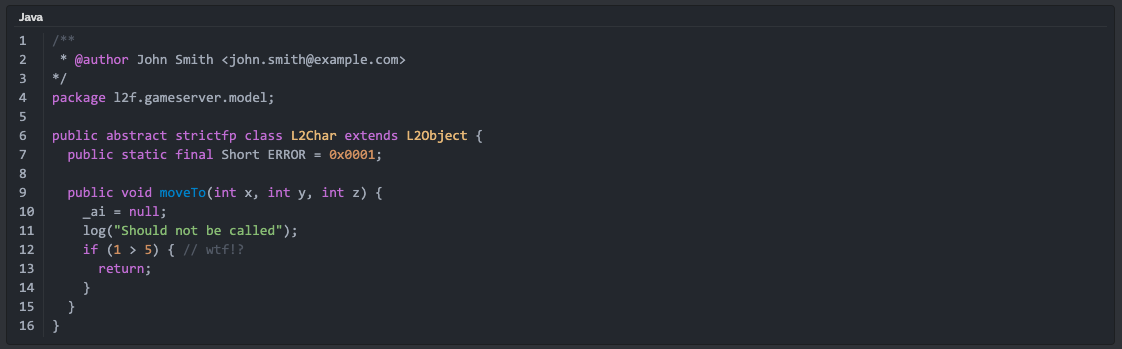 Java
1 /**
2  * @author John Smith <john.smith@example.com>
3 */
4 package l2f.gameserver.model;
5
6 public abstract strictfp class L2Char extends L2Object {
7   public static final Short ERROR = 0x0001;
8
9   public void moveTo(int x, int y, int z) {
10     _ai = null;
11     log("Should not be called");
12     if (1 > 5) { // wtf!?
13       return;
14     }
15   }
16 }